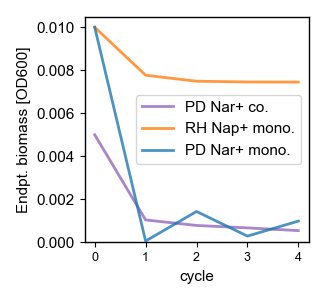 Endpt. biomass [OD600]
0.010
0.008
0.006
0.004
0.002
0.000
PD Nar+ co.
RH Nap+ mono.
PD Nar+ mono.
0 1 2 3 4
cycle